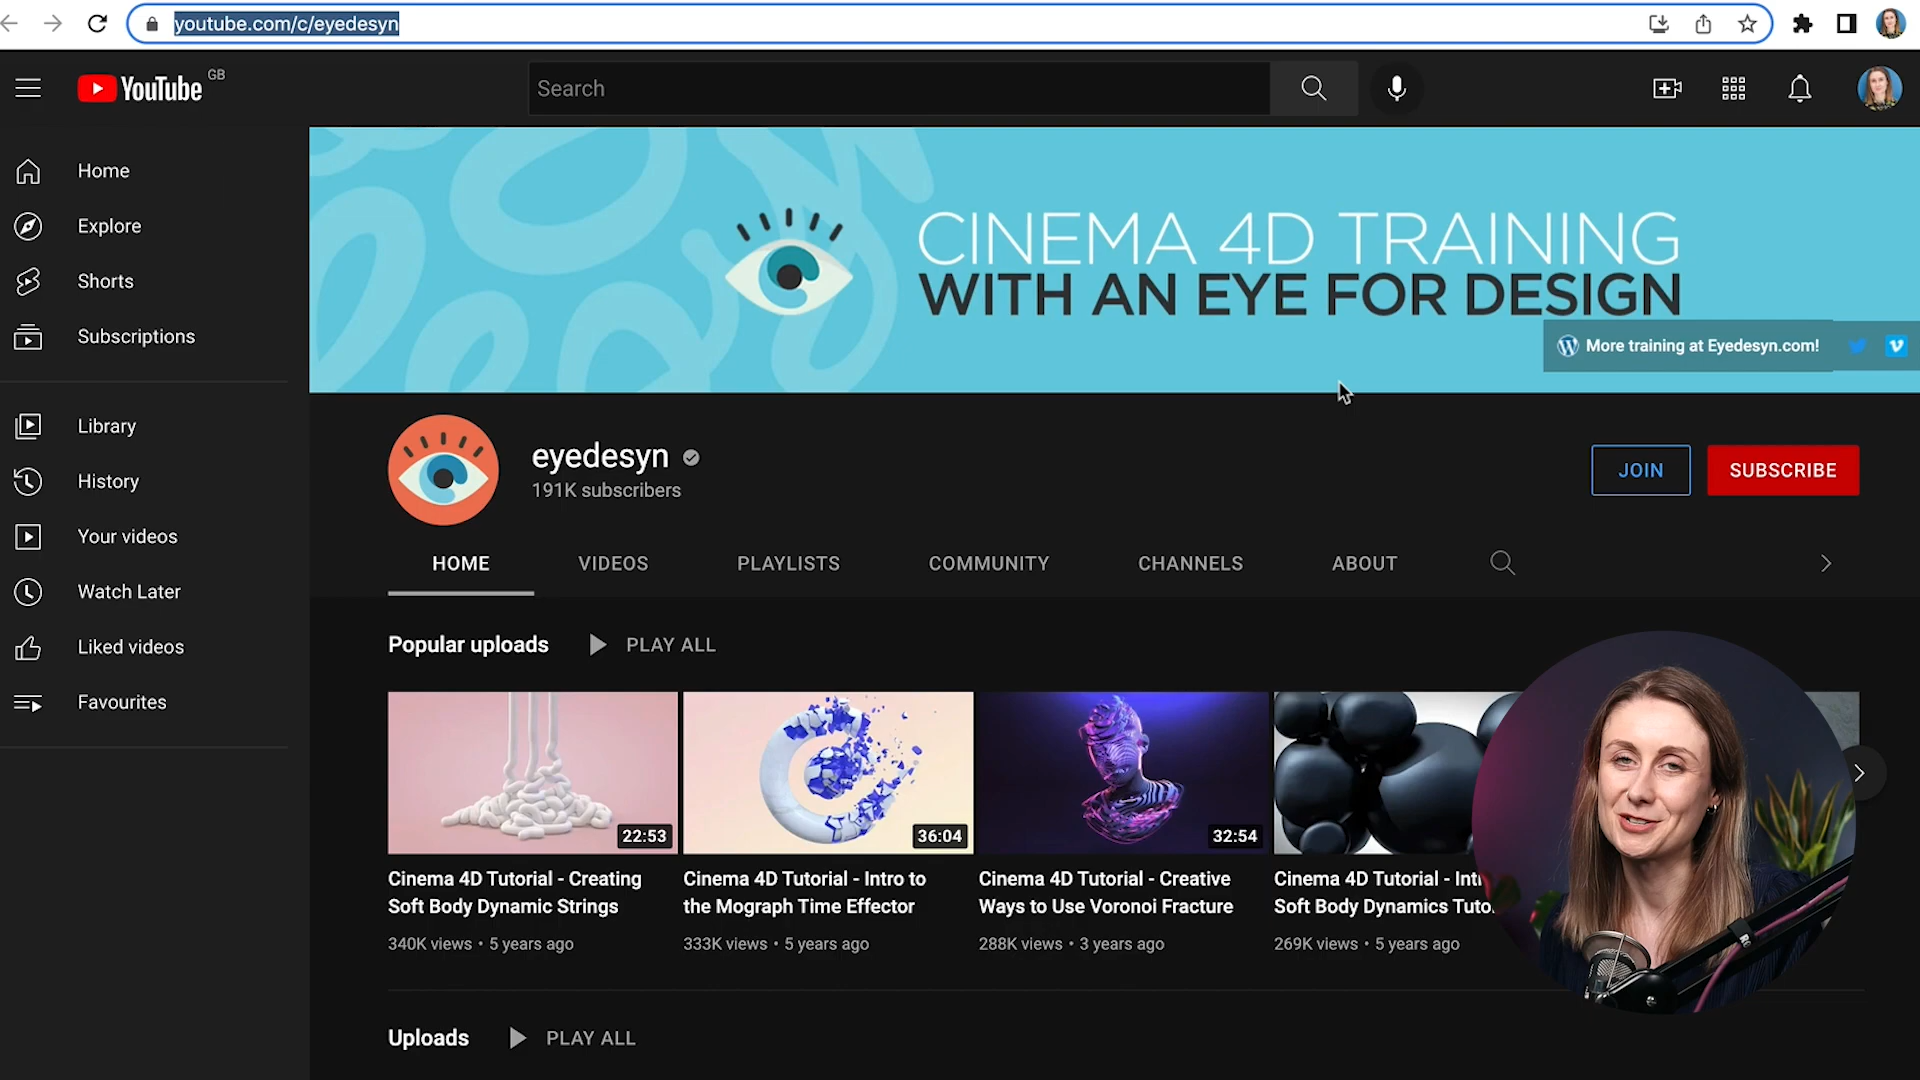 youtube.com/c/eyedesyn
YouTube GB
Search
Home
Explore
Shorts
Subscriptions
Library
History
Your videos
Watch Later
Liked videos
Favourites
CINEMA 4D TRAINING
WITH AN EYE FOR DESIGN
More training at Eyedesyn.com!
eyedesyn
191K subscribers
JOIN
SUBSCRIBE
HOME
VIDEOS
PLAYLISTS
COMMUNITY
CHANNELS
ABOUT
Popular uploads
PLAY ALL
22:53
36:04
32:54
Cinema 4D Tutorial - Creating
Soft Body Dynamic Strings
340K views • 5 years ago
Cinema 4D Tutorial - Intro to
the Mograph Time Effector
333K views • 5 years ago
Cinema 4D Tutorial - Creative
Ways to Use Voronoi Fracture
288K views • 3 years ago
Cinema 4D Tutorial -
Soft Body Dynamics
269K views • 5 years ago
Uploads
PLAY ALL